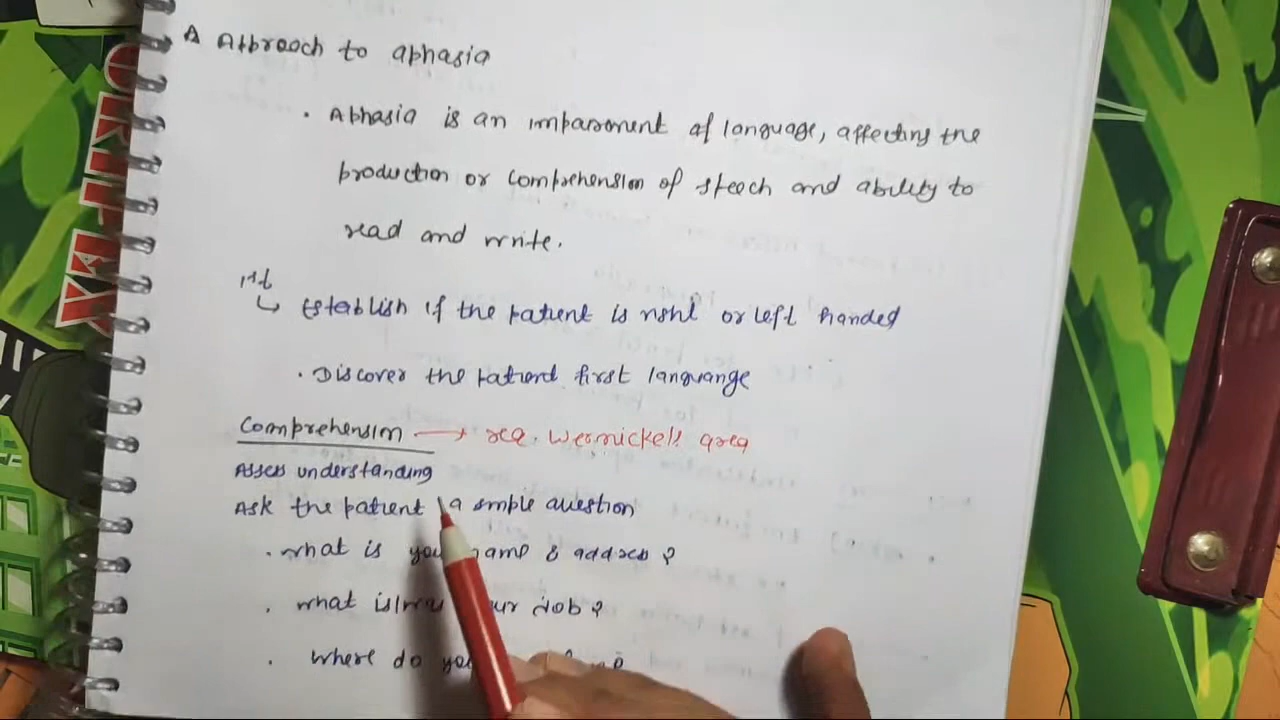 A Approach to aphasia
. Aphasia is an impairment of language, affecting the
production or comprehension of speech and ability to
read and write.
1st
↳ Establish if the patient is right or left handed
. Discover the patient first languange
Comprehension → req. Wernicke's area
Assess understanding
Ask the patient a simple question
. what is your name & address ?
. what is/was your job ?
. Where do you